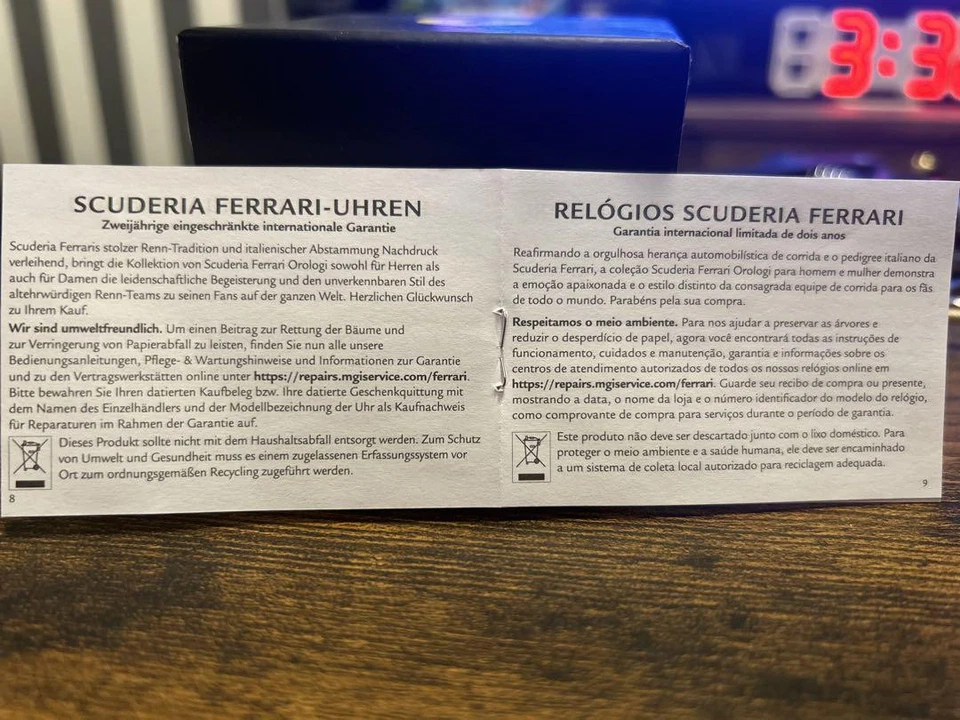 3:3
SCUDERIA FERRARI-UHREN
Zweijährige eingeschränkte internationale Garantie
Scuderia Ferraris stolzer Renn-Tradition und italienischer Abstammung Nachdruck
verleihend, bringt die Kollektion von Scuderia Ferrari Orologi sowohl für Herren als
auch für Damen die leidenschaftliche Begeisterung und den unverkennbaren Stil des
altehrwürdigen Renn-Teams zu seinen Fans auf der ganzen Welt. Herzlichen Glückwunsch
zu Ihrem Kauf.
Wir sind umweltfreundlich. Um einen Beitrag zur Rettung der Bäume und
zur Verringerung von Papierabfall zu leisten, finden Sie nun alle unsere
Bedienungsanleitungen, Pflege- & Wartungshinweise und Informationen zur Garantie
und zu den Vertragswerkstätten online unter https://repairs.mgiservice.com/ferrari.
Bitte bewahren Sie Ihren datierten Kaufbeleg bzw. Ihre datierte Geschenkquittung mit
dem Namen des Einzelhändlers und der Modellbezeichnung der Uhr als Kaufnachweis
für Reparaturen im Rahmen der Garantie auf.
Dieses Produkt sollte nicht mit dem Haushaltsabfall entsorgt werden. Zum Schutz
von Umwelt und Gesundheit muss es einem zugelassenen Erfassungssystem vor
Ort zum ordnungsgemäßen Recycling zugeführt werden.
8
RELÓGIOS SCUDERIA FERRARI
Garantia internacional limitada de dois anos
Reafirmando a orgulhosa herança automobilística de corrida e o pedigree italiano da
Scuderia Ferrari, a coleção Scuderia Ferrari Orologi para homem e mulher demonstra
a emoção apaixonada e o estilo distinto da consagrada equipe de corrida para os fãs
de todo o mundo. Parabéns pela sua compra.
Respeitamos o meio ambiente. Para nos ajudar a preservar as árvores e
reduzir o desperdício de papel, agora você encontrará todas as instruções de
funcionamento, cuidados e manutenção, garantia e informações sobre os
centros de atendimento autorizados de todos os nossos relógios online em
https://repairs.mgiservice.com/ferrari. Guarde seu recibo de compra ou presente,
mostrando a data, o nome da loja e o número identificador do modelo do relógio,
como comprovante de compra para serviços durante o período de garantia.
Este produto não deve ser descartado junto com o lixo doméstico. Para
proteger o meio ambiente e a saúde humana, ele deve ser encaminhado
a um sistema de coleta local autorizado para reciclagem adequada.
9